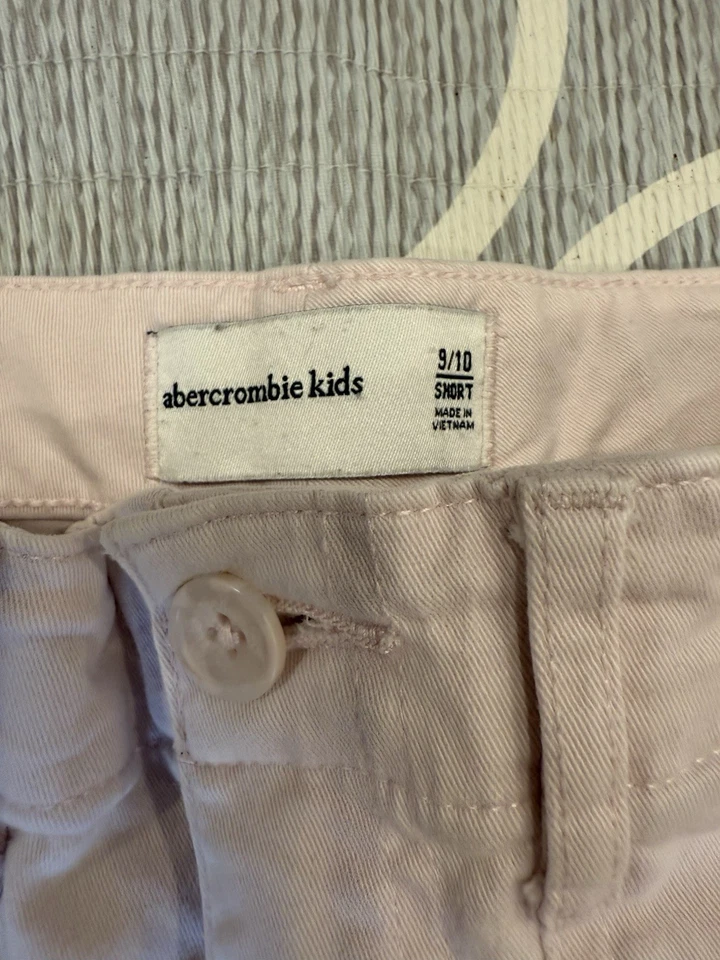 abercrombie kids
9/10
SHORT
MADE IN
VIETNAM